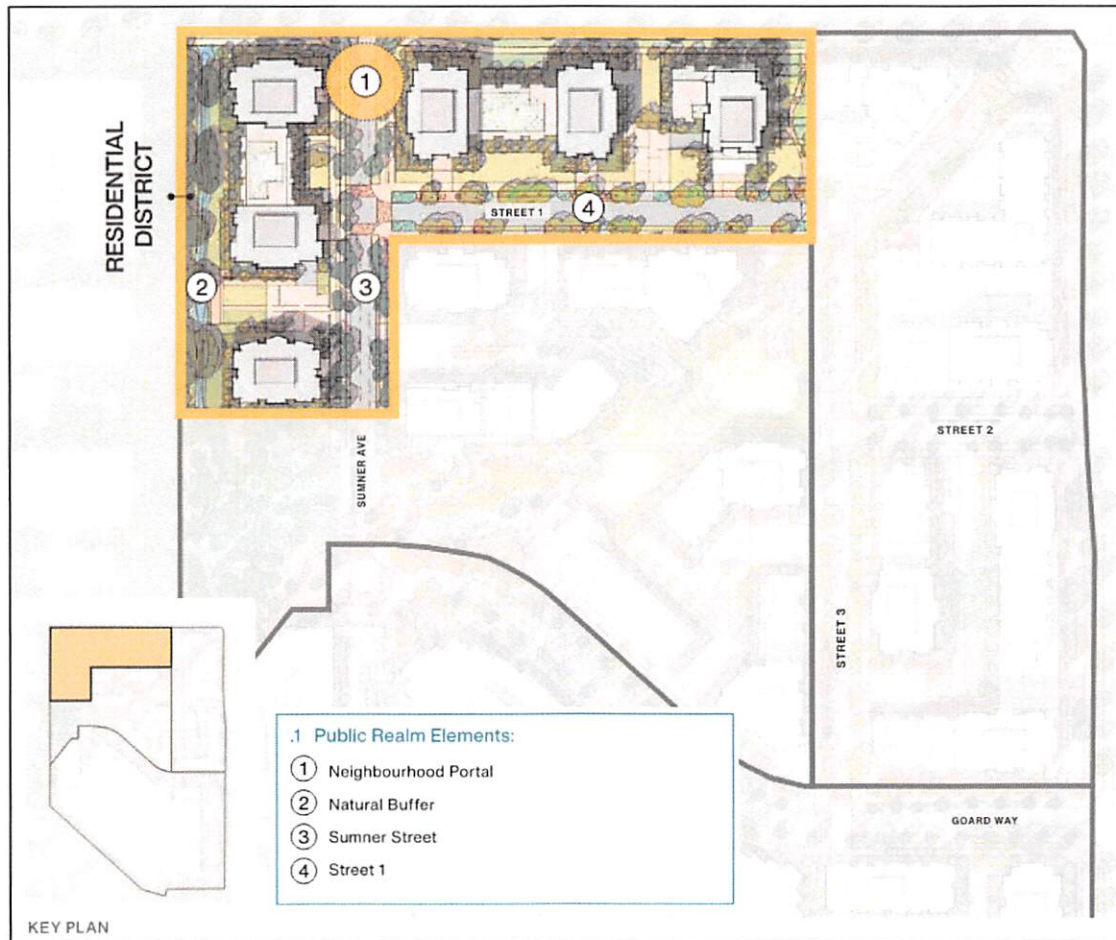 1
RESIDENTIAL
DISTRICT
STREET 1
4
2
3
STREET 2
SUMNER AVE
STREET 3
.1 Public Realm Elements:
1 Neighbourhood Portal
2 Natural Buffer
3 Sumner Street
4 Street 1
GOARD WAY
KEY PLAN